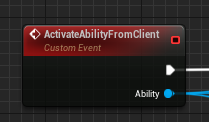 ActivateAbilityFromClient
Custom Event
Ability